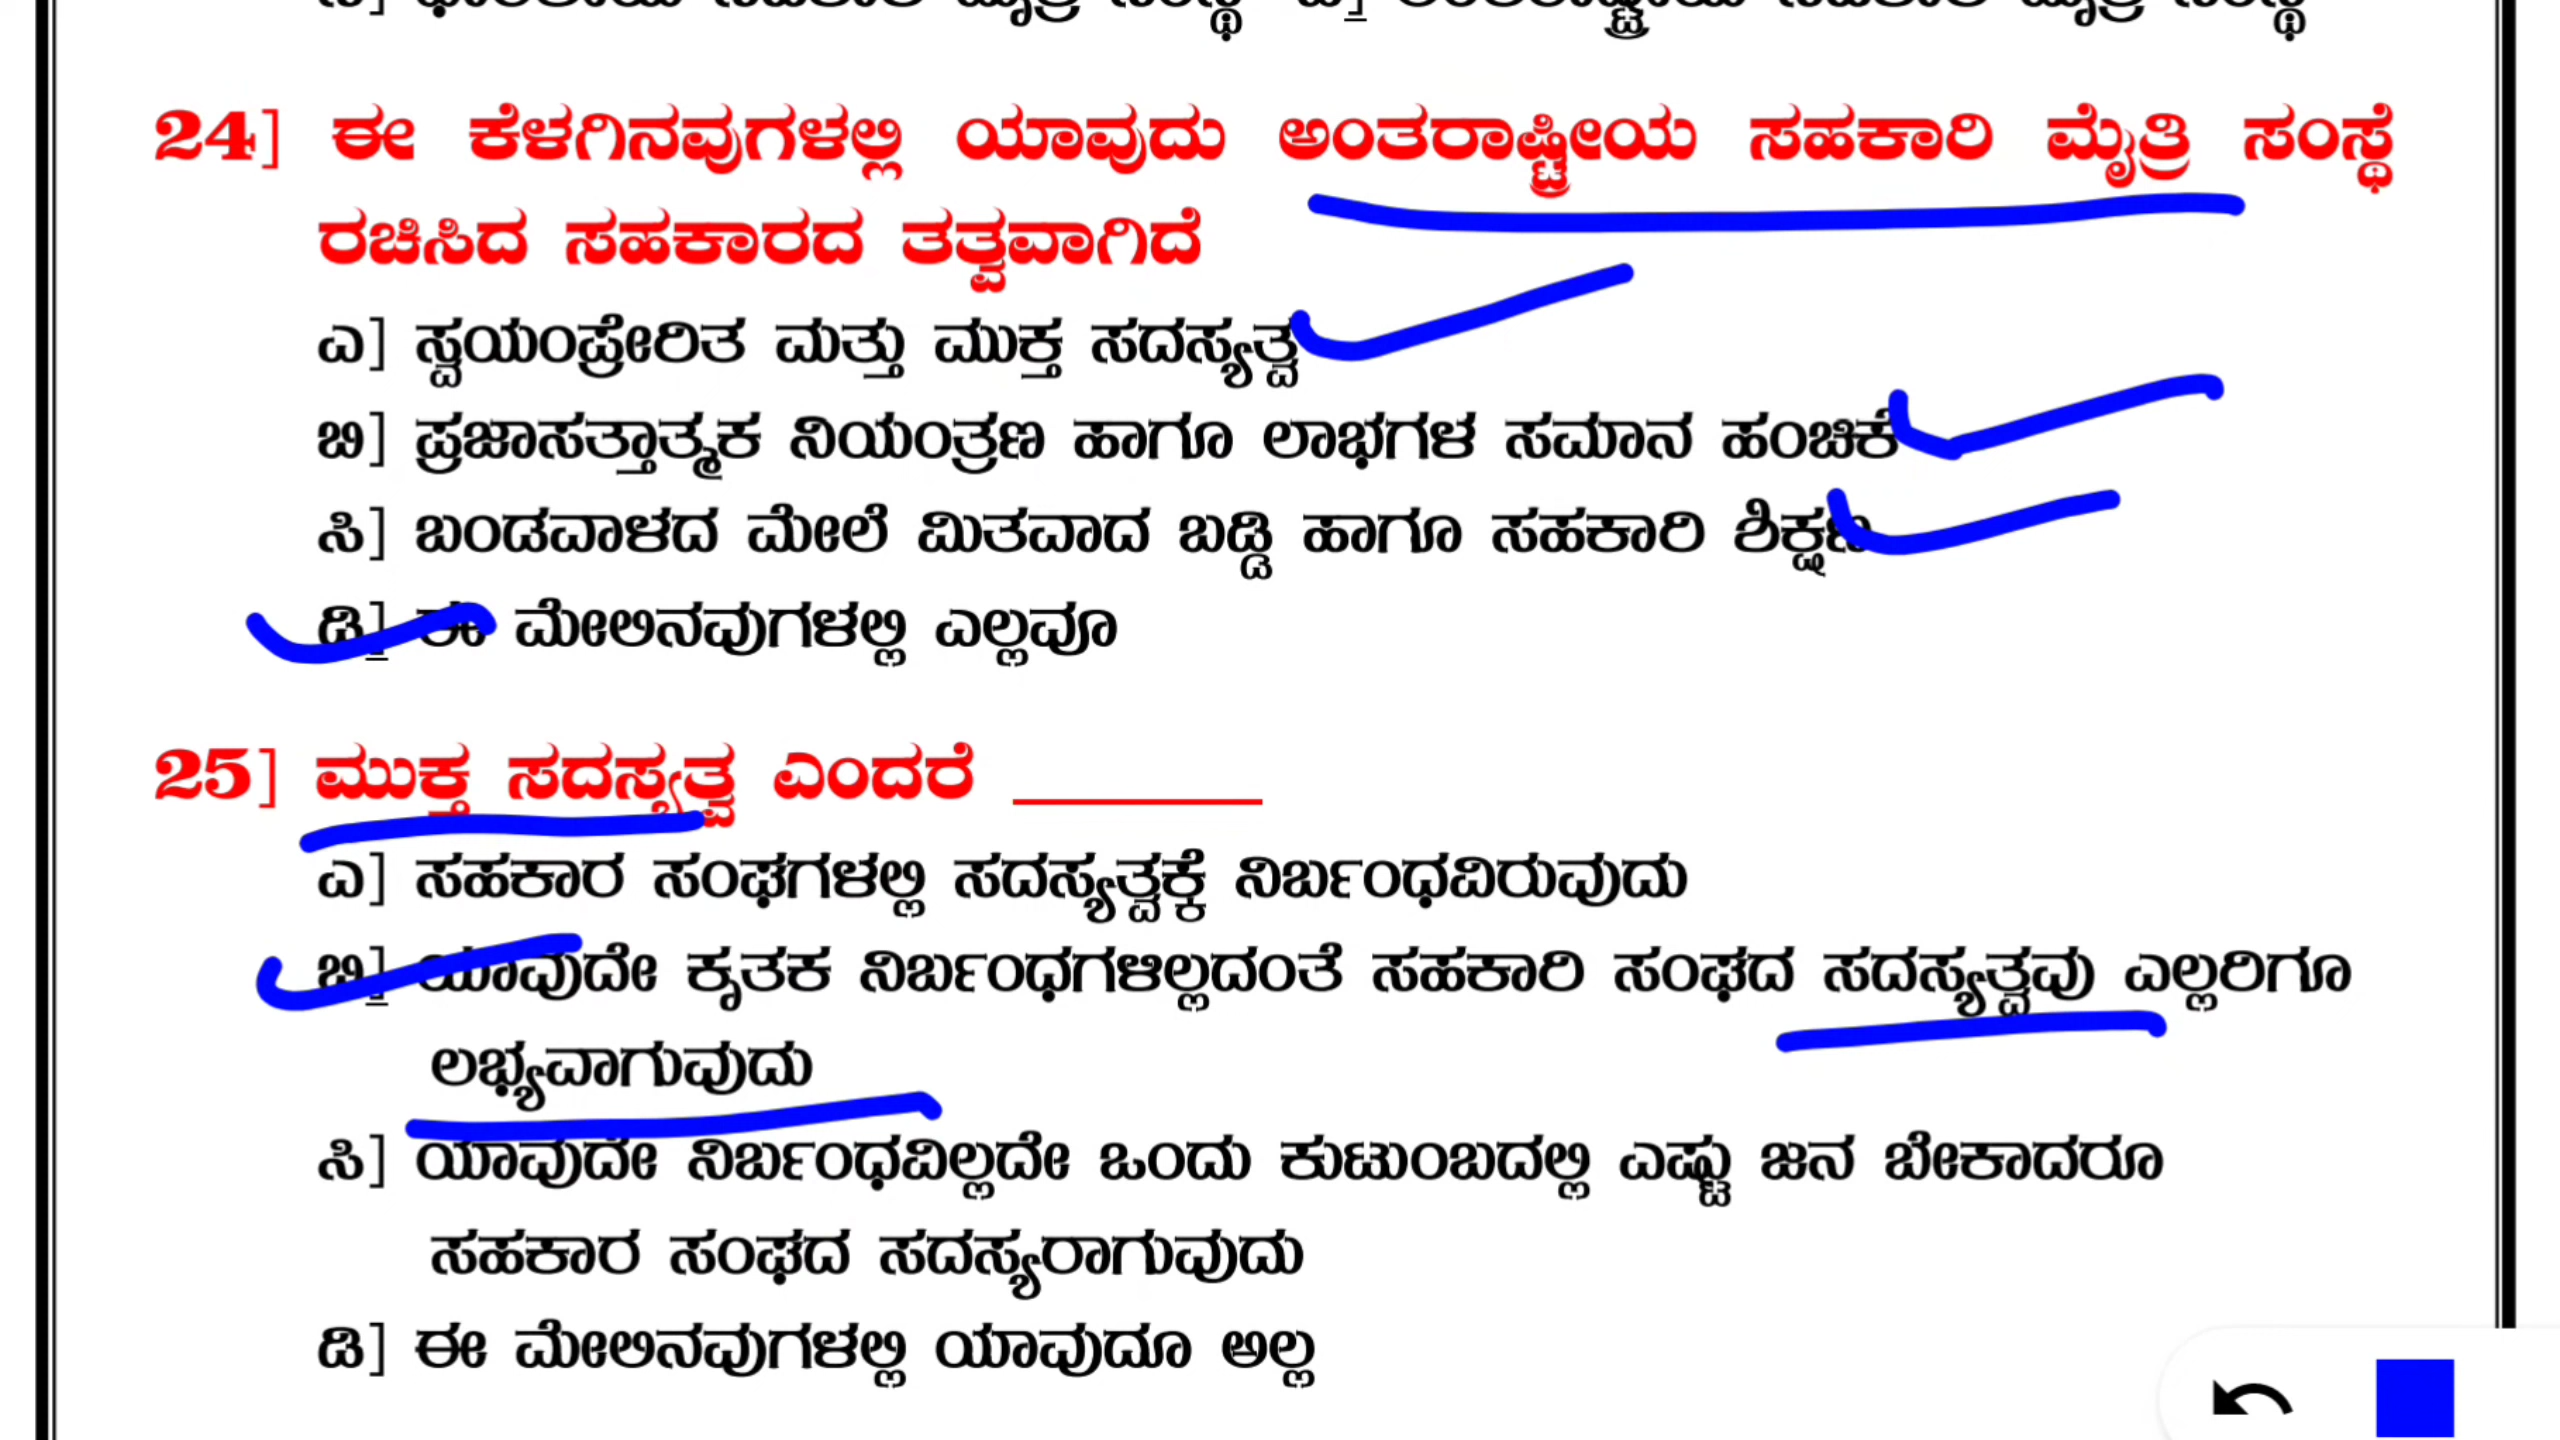 24] ಈ ಕೆಳಗಿನವುಗಳಲ್ಲಿ ಯಾವುದು ಅಂತರಾಷ್ಟ್ರೀಯ ಸಹಕಾರಿ ಮೈತ್ರಿ ಸಂಸ್ಥೆ
ರಚಿಸಿದ ಸಹಕಾರದ ತತ್ವವಾಗಿದೆ
ಎ] ಸ್ವಯಂಪ್ರೇರಿತ ಮತ್ತು ಮುಕ್ತ ಸದಸ್ಯತ್ವ
ಬಿ] ಪ್ರಜಾಸತ್ತಾತ್ಮಕ ನಿಯಂತ್ರಣ ಹಾಗೂ ಲಾಭಗಳ ಸಮಾನ ಹಂಚಿಕೆ
ಸಿ] ಬಂಡವಾಳದ ಮೇಲೆ ಮಿತವಾದ ಬಡ್ಡಿ ಹಾಗೂ ಸಹಕಾರಿ ಶಿಕ್ಷಣ
ಡಿ] ಈ ಮೇಲಿನವುಗಳಲ್ಲಿ ಎಲ್ಲವೂ
25] ಮುಕ್ತ ಸದಸ್ಯತ್ವ ಎಂದರೆ ________
ಎ] ಸಹಕಾರ ಸಂಘಗಳಲ್ಲಿ ಸದಸ್ಯತ್ವಕ್ಕೆ ನಿರ್ಬಂಧವಿರುವುದು
ಬಿ] ಯಾವುದೇ ಕೃತಕ ನಿರ್ಬಂಧಗಳಿಲ್ಲದಂತೆ ಸಹಕಾರಿ ಸಂಘದ ಸದಸ್ಯತ್ವವು ಎಲ್ಲರಿಗೂ
ಲಭ್ಯವಾಗುವುದು
ಸಿ] ಯಾವುದೇ ನಿರ್ಬಂಧವಿಲ್ಲದೇ ಒಂದು ಕುಟುಂಬದಲ್ಲಿ ಎಷ್ಟು ಜನ ಬೇಕಾದರೂ
ಸಹಕಾರ ಸಂಘದ ಸದಸ್ಯರಾಗುವುದು
ಡಿ] ಈ ಮೇಲಿನವುಗಳಲ್ಲಿ ಯಾವುದೂ ಅಲ್ಲ